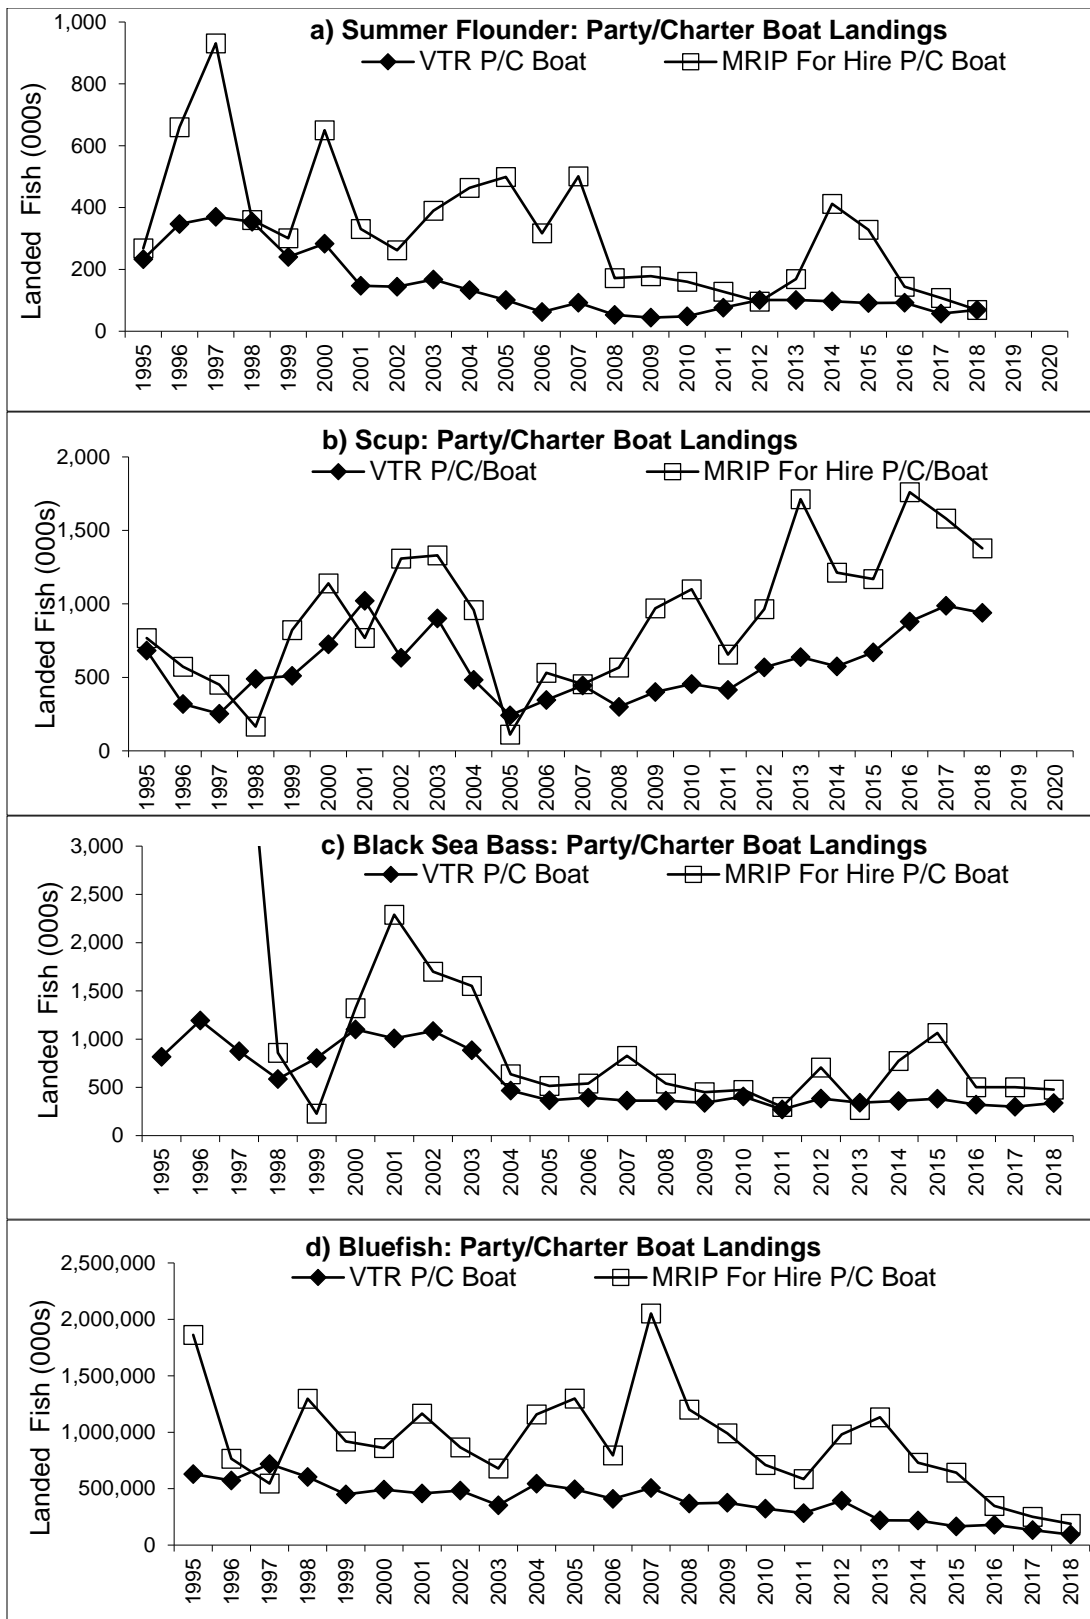 a) Summer Flounder: Party/Charter Boat Landings
VTR P/C Boat MRIP For Hire P/C Boat
Landed Fish (000s)
1,000
800
600
400
200
0
1995 1996 1997 1998 1999 2000 2001 2002 2003 2004 2005 2006 2007 2008 2009 2010 2011 2012 2013 2014 2015 2016 2017 2018 2019 2020
b) Scup: Party/Charter Boat Landings
VTR P/C/Boat MRIP For Hire P/C/Boat
Landed Fish (000s)
2,000
1,500
1,000
500
0
1995 1996 1997 1998 1999 2000 2001 2002 2003 2004 2005 2006 2007 2008 2009 2010 2011 2012 2013 2014 2015 2016 2017 2018 2019 2020
c) Black Sea Bass: Party/Charter Boat Landings
VTR P/C Boat MRIP For Hire P/C Boat
Landed Fish (000s)
3,000
2,500
2,000
1,500
1,000
500
0
1995 1996 1997 1998 1999 2000 2001 2002 2003 2004 2005 2006 2007 2008 2009 2010 2011 2012 2013 2014 2015 2016 2017 2018
d) Bluefish: Party/Charter Boat Landings
VTR P/C Boat MRIP For Hire P/C Boat
Landed Fish (000s)
2,500,000
2,000,000
1,500,000
1,000,000
500,000
0
1995 1996 1997 1998 1999 2000 2001 2002 2003 2004 2005 2006 2007 2008 2009 2010 2011 2012 2013 2014 2015 2016 2017 2018